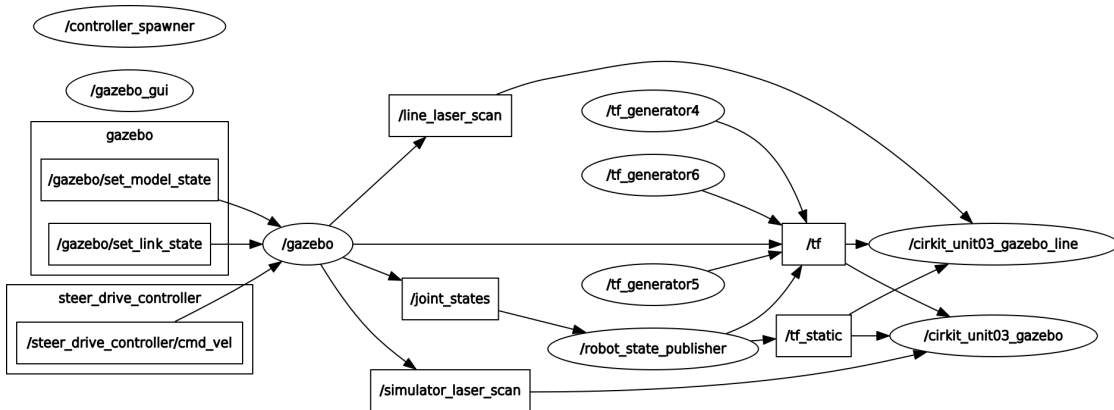 /controller_spawner
/gazebo_gui
gazebo
/gazebo/set_model_state
/gazebo/set_link_state
steer_drive_controller
/steer_drive_controller/cmd_vel
/gazebo
/line_laser_scan
/joint_states
/simulator_laser_scan
/tf_generator4
/tf_generator6
/tf_generator5
/robot_state_publisher
/tf
/tf_static
/cirkit_unit03_gazebo_line
/cirkit_unit03_gazebo